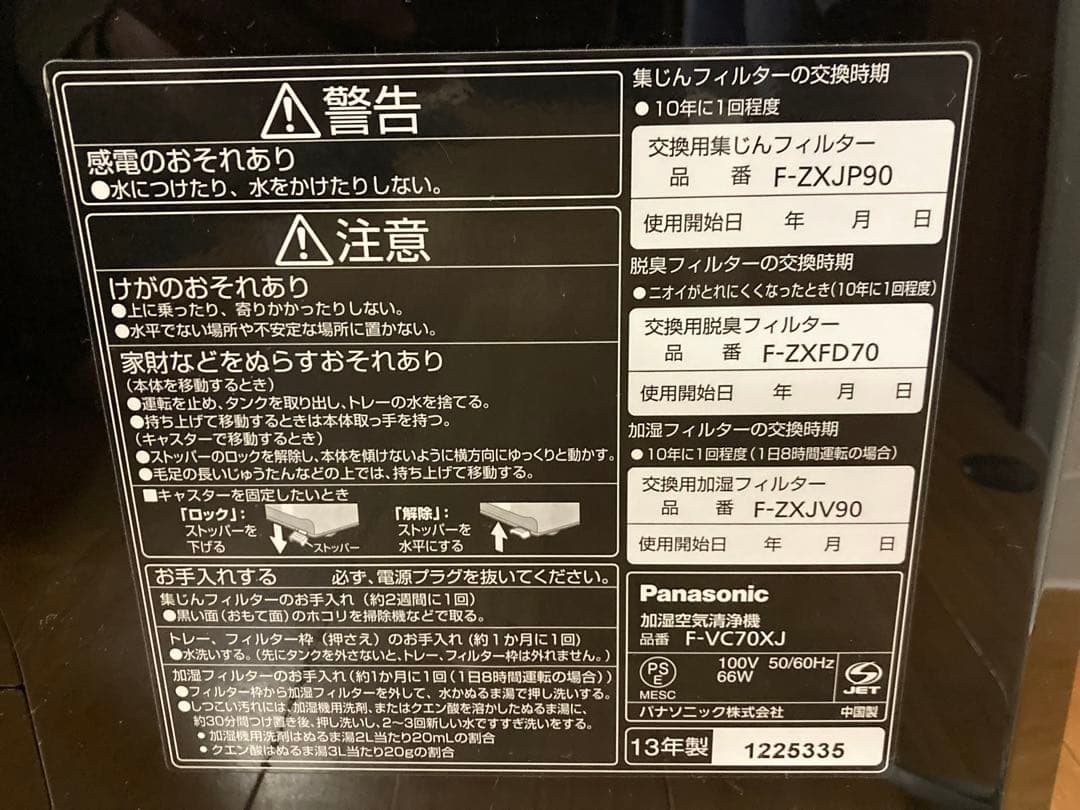 警告
感電のおそれあり
●水につけたり、水をかけたりしない。
注意
けがのおそれあり
●上に乗ったり、寄りかかったりしない。
●水平でない場所や不安定な場所に置かない。
家財などをぬらすおそれあり
(本体を移動するとき)
●運転を止め、タンクを取り出し、トレーの水を捨てる。
●持ち上げて移動するときは本体取っ手を持つ。
(キャスターで移動するとき)
●ストッパーのロックを解除し、本体を傾けないように横方向にゆっくりと動かす。
●毛足の長いじゅうたんなどの上では、持ち上げて移動する。
■キャスターを固定したいとき
「ロック」:
ストッパーを
下げる
ストッパー
「解除」:
ストッパーを
水平にする
お手入れする 必ず、電源プラグを抜いてください。
集じんフィルターのお手入れ(約2週間に1回)
●黒い面(おもて面)のホコリを掃除機などで取る。
トレー、フィルター枠(押さえ)のお手入れ(約1か月に1回)
●水洗いする。(先にタンクを外さないと、トレー、フィルター枠は外れません。)
加湿フィルターのお手入れ(約1か月に1回(1日8時間運転の場合))
●フィルター枠から加湿フィルターを外して、水かぬるま湯で押し洗いする。
●しつこい汚れには、加湿機用洗剤、またはクエン酸を溶かしたぬるま湯に、
約30分間つけ置き後、押し洗いし、2~3回新しい水ですすぎ洗いをする。
• 加湿機用洗剤はぬるま湯2L当たり20mLの割合
• クエン酸はぬるま湯3L当たり20gの割合
集じんフィルターの交換時期
●10年に1回程度
交換用集じんフィルター
品番 F-ZXJP90
使用開始日 年 月 日
脱臭フィルターの交換時期
●ニオイがとれにくくなったとき(10年に1回程度)
交換用脱臭フィルター
品番 F-ZXFD70
使用開始日 年 月 日
加湿フィルターの交換時期
●10年に1回程度(1日8時間運転の場合)
交換用加湿フィルター
品番 F-ZXJV90
使用開始日 年 月 日
Panasonic
加湿空気清浄機
品番 F-VC70XJ
PS
E
MESC
100V 50/60Hz
66W
JET
パナソニック株式会社 中国製
13年製 1225335